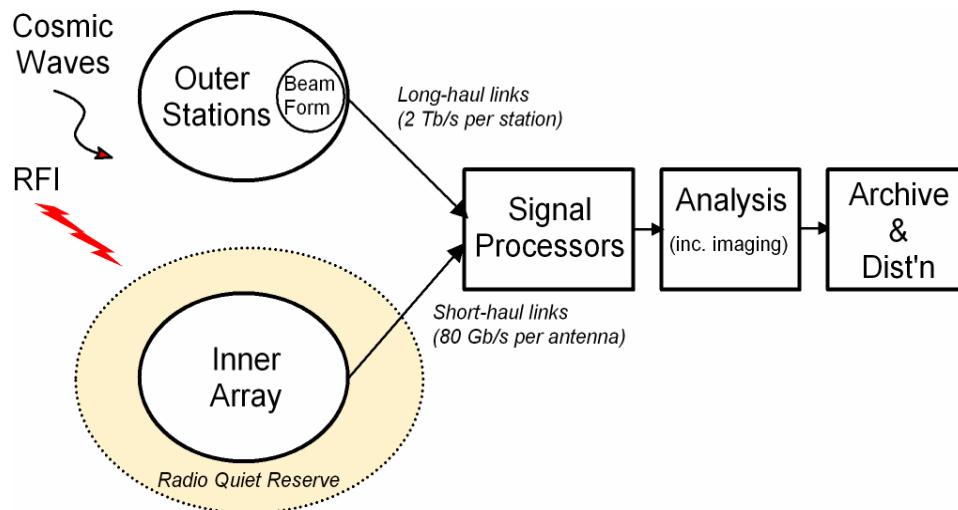 Cosmic
Waves
RFI
Outer
Stations
Beam
Form
Long-haul links
(2 Tb/s per station)
Signal
Processors
Analysis
(inc. imaging)
Archive
&
Dist'n
Short-haul links
(80 Gb/s per antenna)
Inner
Array
Radio Quiet Reserve